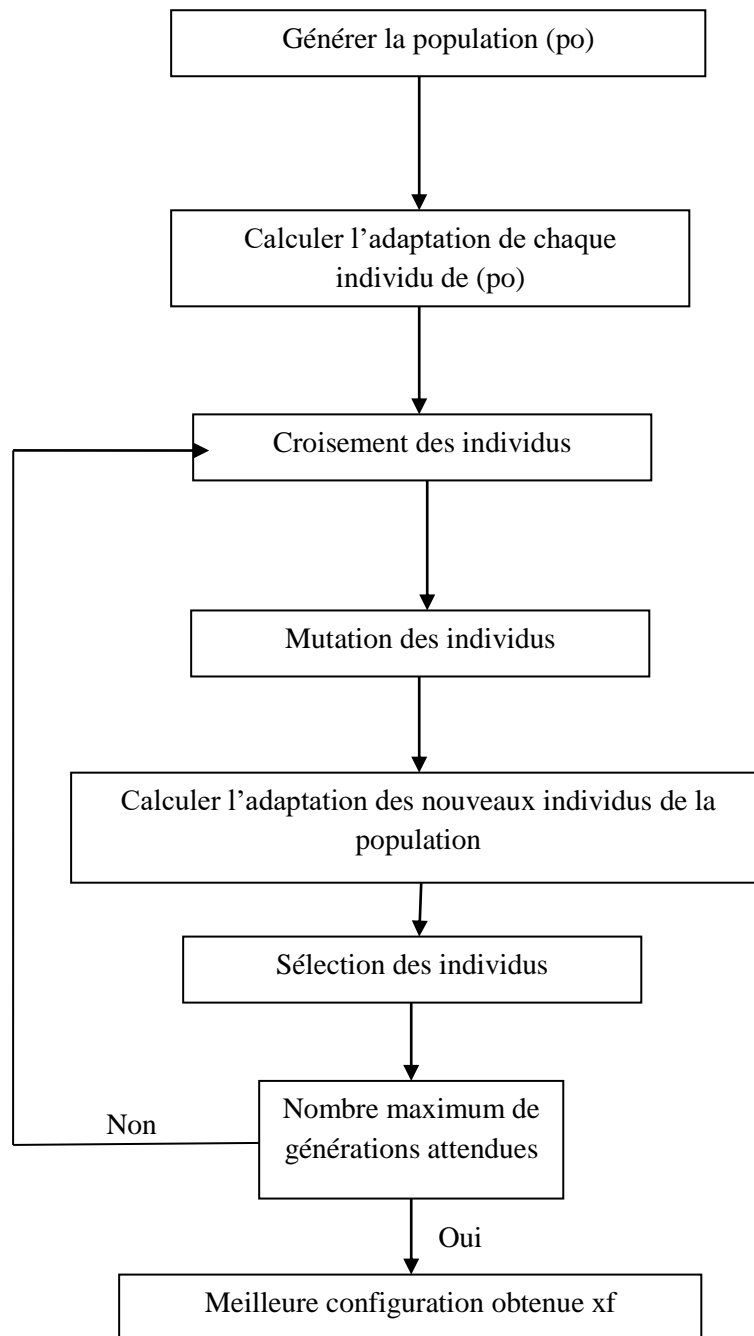 Générer la population (po)
Calculer l’adaptation de chaque
individu de (po)
Croisement des individus
Mutation des individus
Calculer l’adaptation des nouveaux individus de la
population
Sélection des individus
Nombre maximum de
générations attendues
Non
Oui
Meilleure configuration obtenue xf